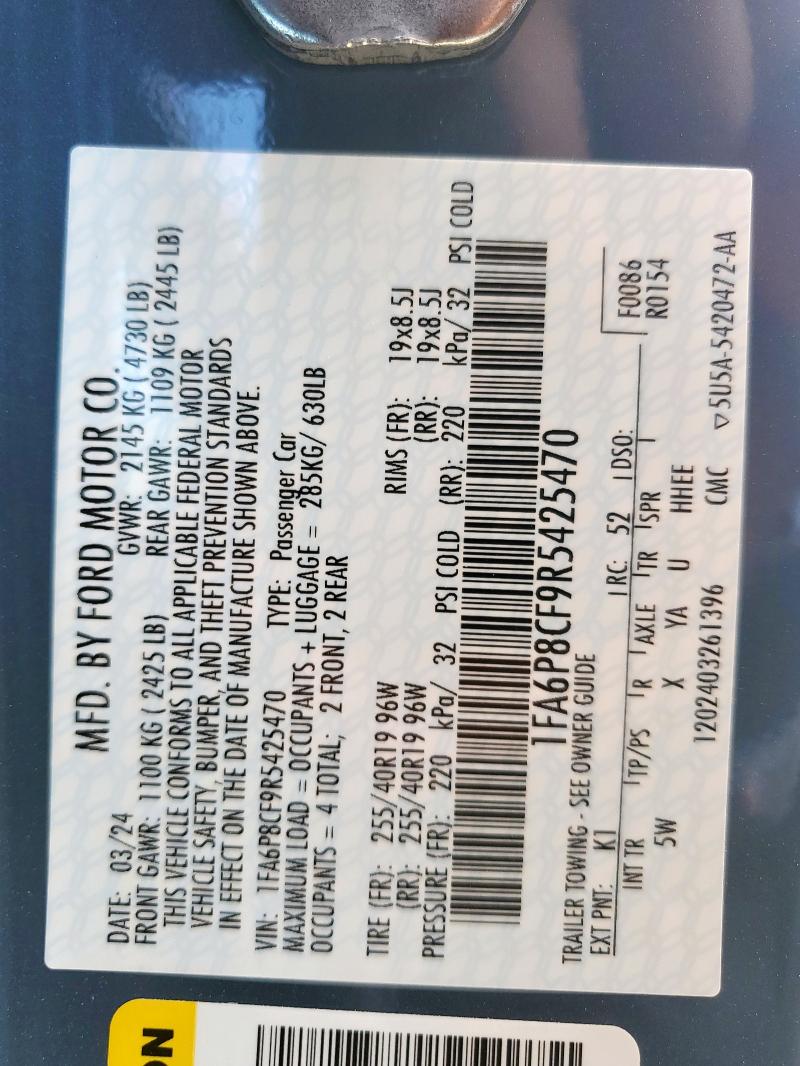 MFD. BY FORD MOTOR CO.
DATE: 03/24 GVWR: 2145 KG ( 4730 LB)
FRONT GAWR: 1100 KG ( 2425 LB) REAR GAWR: 1109 KG ( 2445 LB)
THIS VEHICLE CONFORMS TO ALL APPLICABLE FEDERAL MOTOR
VEHICLE SAFETY, BUMPER, AND THEFT PREVENTION STANDARDS
IN EFFECT ON THE DATE OF MANUFACTURE SHOWN ABOVE.
VIN: 1FA6P8CF9R5425470 TYPE: Passenger Car
MAXIMUM LOAD = OCCUPANTS + LUGGAGE = 285KG/ 630LB
OCCUPANTS = 4 TOTAL; 2 FRONT, 2 REAR
TIRE (FR): 255/40R19 96W RIMS (FR): 19x8.5J
(RR): 255/40R19 96W (RR): 19x8.5J
PRESSURE (FR): 220 kPa/ 32 PSI COLD (RR): 220 kPa/ 32 PSI COLD
1FA6P8CF9R5425470
TRAILER TOWING - SEE OWNER GUIDE
EXT PNT: K1 RC: 52 DSO: F0086
INT TR TP/PS R AXLE TR SPR R0154
5W X YA U HHEE
1202403261396 CMC ▽5U5A-5420472-AA
ON